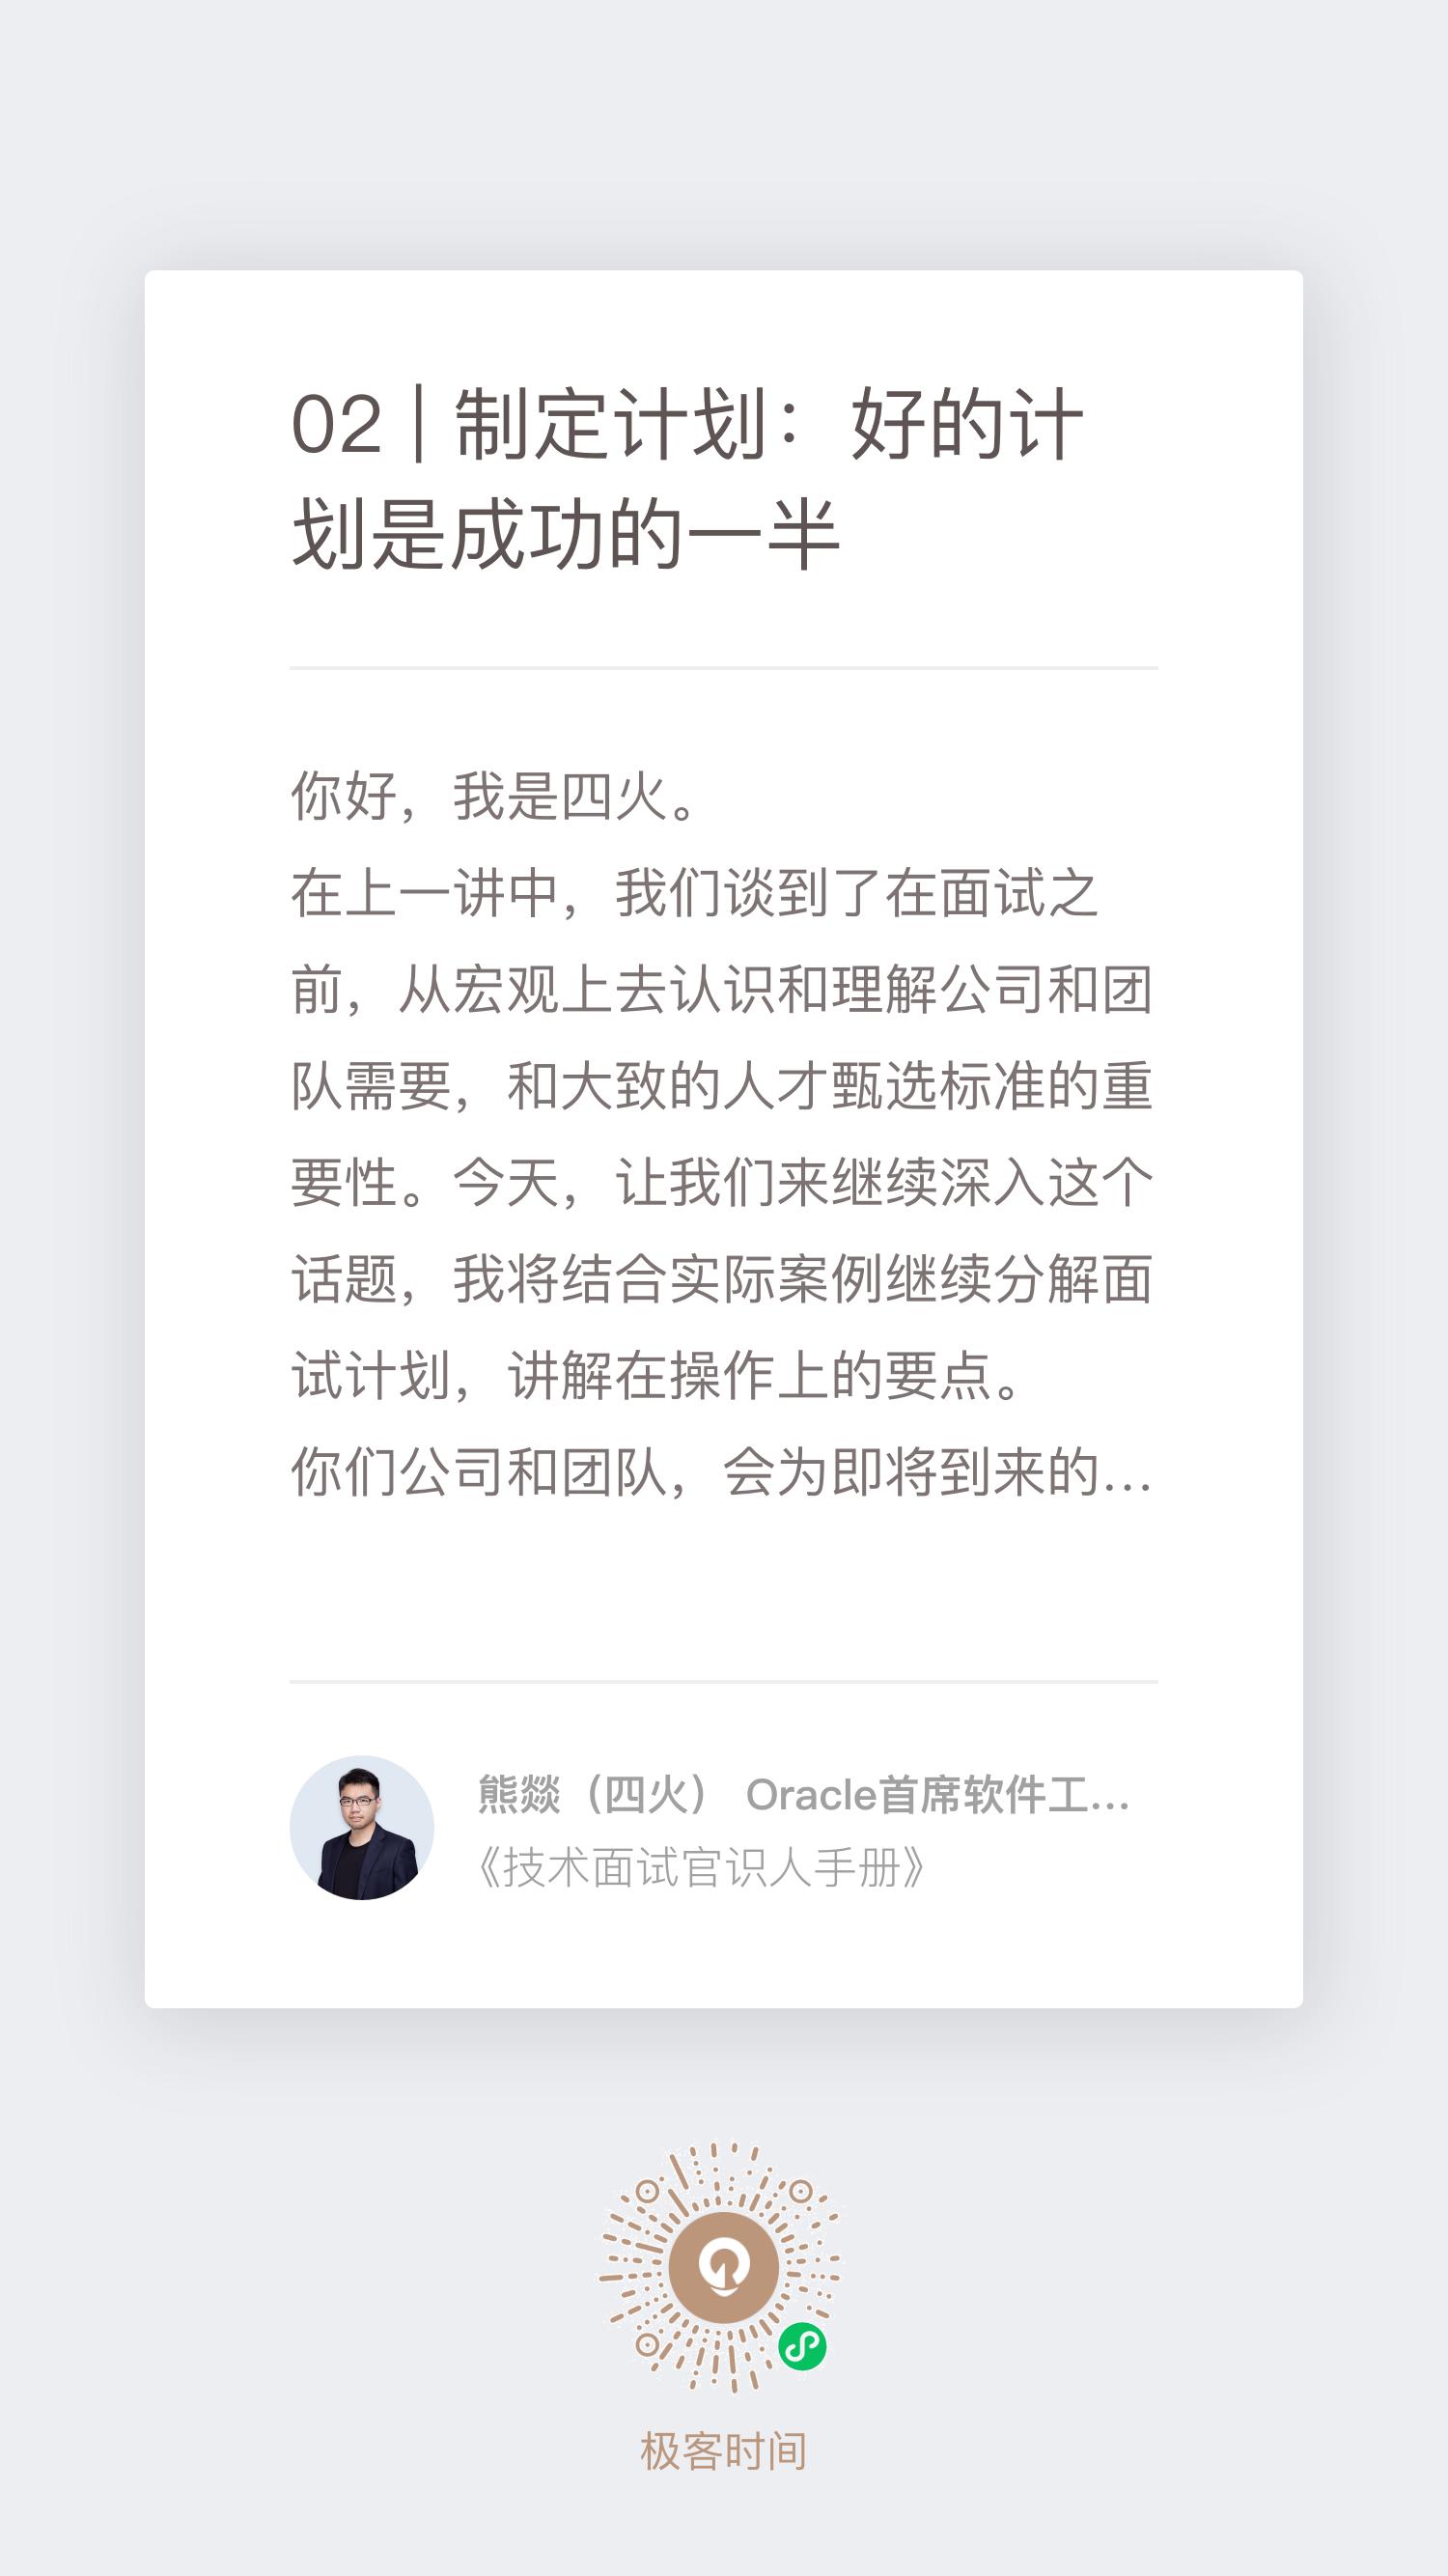 02 | 制定计划：好的计
划是成功的一半
你好，我是四火。
在上一讲中，我们谈到了在面试之
前，从宏观上去认识和理解公司和团
队需要，和大致的人才甄选标准的重
要性。今天，让我们来继续深入这个
话题，我将结合实际案例继续分解面
试计划，讲解在操作上的要点。
你们公司和团队，会为即将到来的…
熊燚（四火） Oracle首席软件工…
《技术面试官识人手册》
极客时间